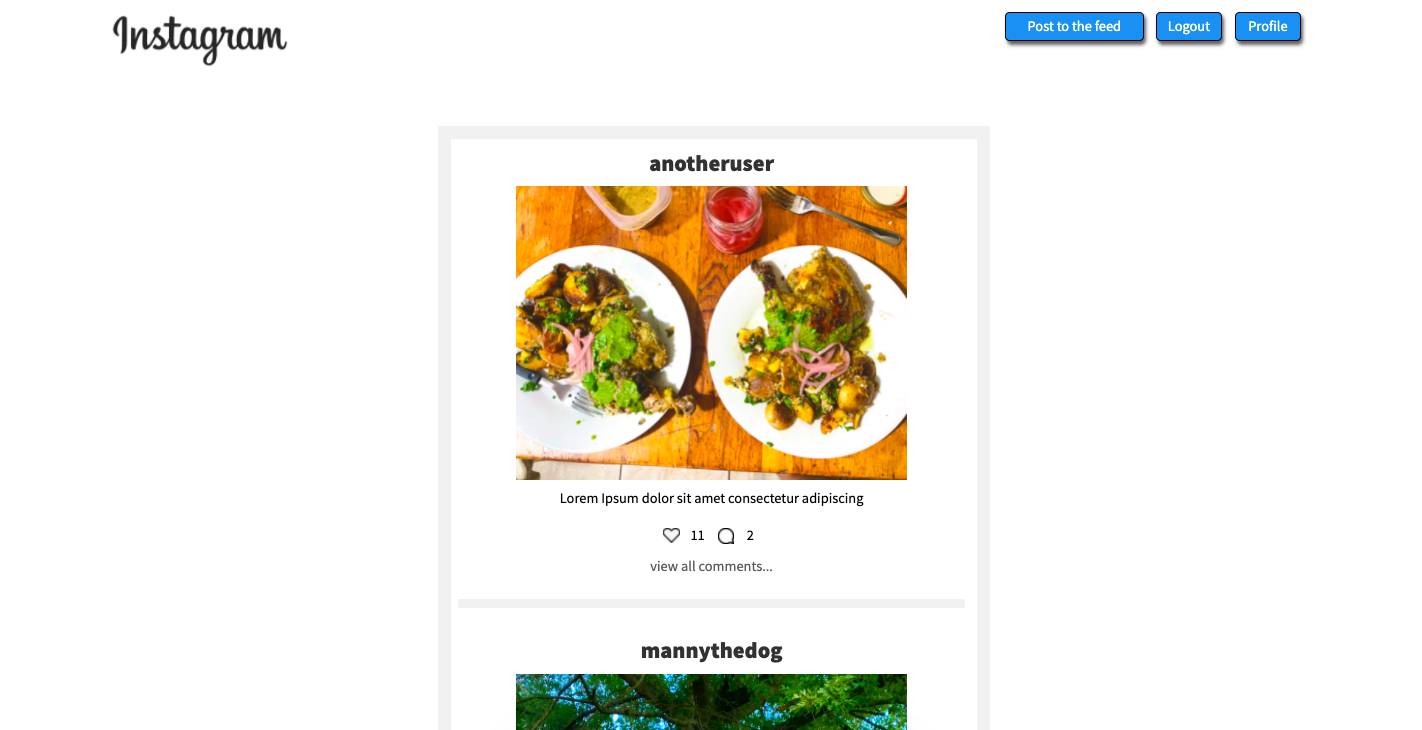 Instagram
Post to the feed
Logout
Profile
anotheruser
Lorem Ipsum dolor sit amet consectetur adipiscing
11 2
view all comments...
mannythedog